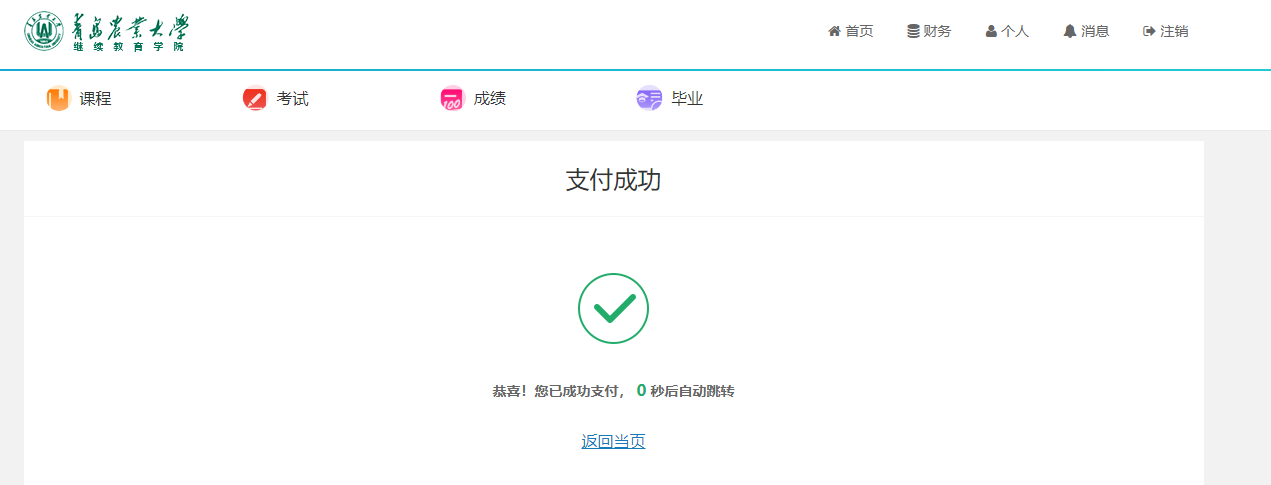 青岛农业大学
继续教育学院
首页
财务
个人
消息
注销
课程
考试
100
成绩
毕业
支付成功
恭喜！您已成功支付， 0 秒后自动跳转
返回当页